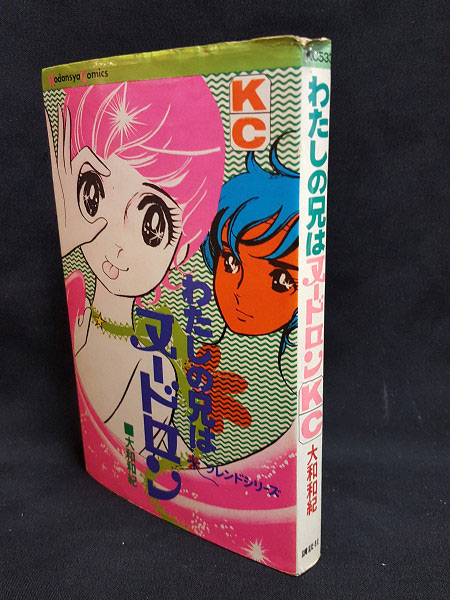 Kodansya Comics
KC
わたしの兄は
ヌードロン
フレンドシリーズ
■大和和紀
KC533
わたしの兄はヌードロン
KC
大和和紀
講談社